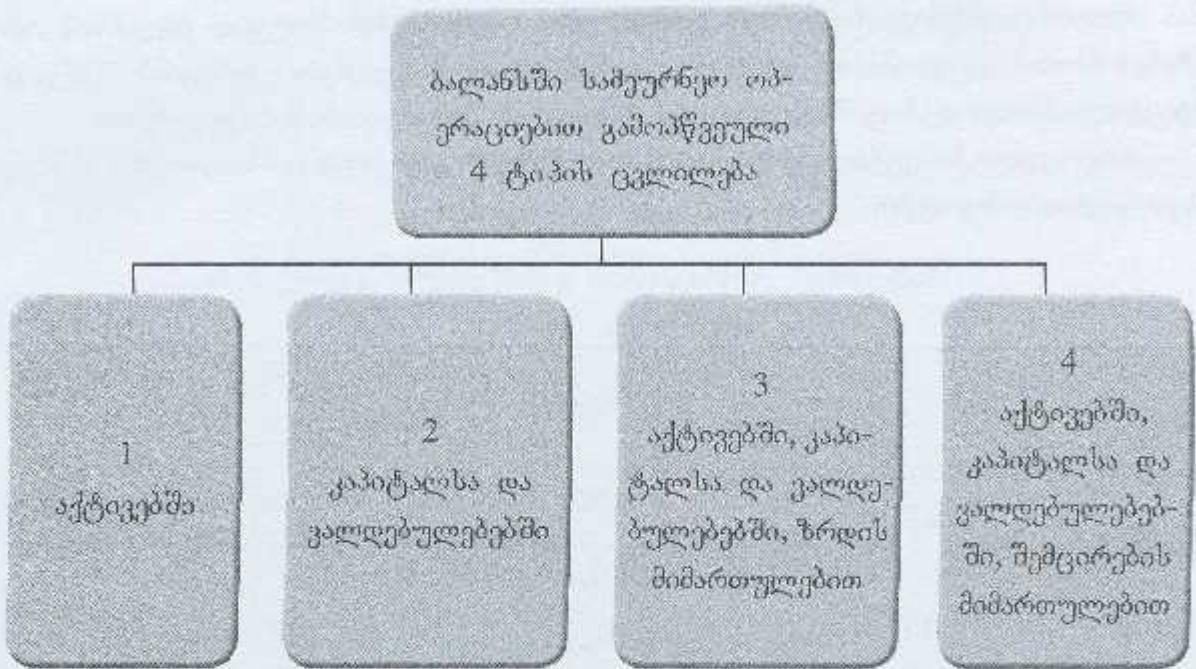 ბალანსში სამეურნეო ოპ-
ერაციებით გამოპწვეული
4 ტიპის ცვლილება
1
აქტივებში
2
კაპიტალსა და
ვალდებულებებში
3
აქტივებში, კაპი-
ტალსა და ვალდე-
ბულებებში, ზრდის
მიმართულებით
4
აქტივებში,
კაპიტალსა და
ვალდებულებებ-
ში, შემცირების
მიმართულებით